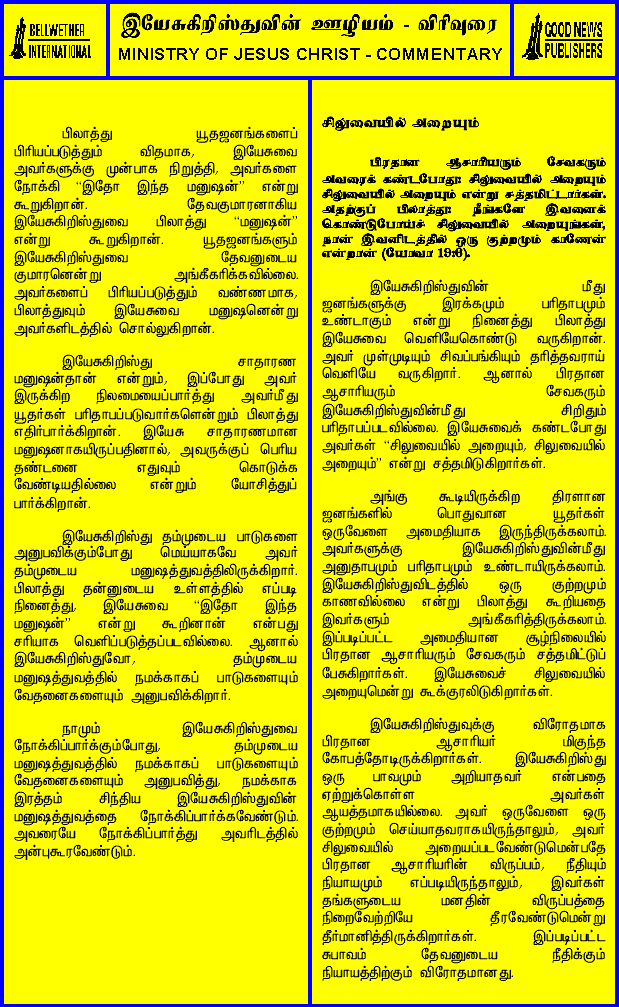 BELLWETHER
INTERNATIONAL
இயேசுகிறிஸ்துவின் ஊழியம் - விரிவுரை
MINISTRY OF JESUS CHRIST - COMMENTARY
GOOD NEWS
PUBLISHERS
பிலாத்து யூதஜனங்களைப்
பிரியப்படுத்தும் விதமாக, இயேசுவை
அவர்களுக்கு முன்பாக நிறுத்தி, அவர்களை
நோக்கி "இதோ இந்த மனுஷன்" என்று
கூறுகிறான். தேவகுமாரனாகிய
இயேசுகிறிஸ்துவை பிலாத்து "மனுஷன்"
என்று கூறுகிறான். யூதஜனங்களும்
இயேசுகிறிஸ்துவை தேவனுடைய
குமாரனென்று அங்கீகரிக்கவில்லை.
அவர்களைப் பிரியப்படுத்தும் வண்ணமாக,
பிலாத்துவும் இயேசுவை மனுஷனென்று
அவர்களிடத்தில் சொல்லுகிறான்.
இயேசுகிறிஸ்து சாதாரண
மனுஷன்தான் என்றும், இப்போது அவர்
இருக்கிற நிலமையைப்பார்த்து அவர்மீது
யூதர்கள் பரிதாபப்படுவார்களென்றும் பிலாத்து
எதிர்பார்க்கிறான். இயேசு சாதாரணமான
மனுஷனாகயிருப்பதினால், அவருக்குப் பெரிய
தண்டனை எதுவும் கொடுக்க
வேண்டியதில்லை என்றும் யோசித்துப்
பார்க்கிறான்.
இயேசுகிறிஸ்து தம்முடைய பாடுகளை
அனுபவிக்கும்போது மெய்யாகவே அவர்
தம்முடைய மனுஷத்துவத்திலிருக்கிறார்.
பிலாத்து தன்னுடைய உள்ளத்தில் எப்படி
நினைத்து, இயேசுவை "இதோ இந்த
மனுஷன்" என்று கூறினான் என்பது
சரியாக வெளிப்படுத்தப்படவில்லை. ஆனால்
இயேசுகிறிஸ்துவோ, தம்முடைய
மனுஷத்துவத்தில் நமக்காகப் பாடுகளையும்
வேதனைகளையும் அனுபவிக்கிறார்.
நாமும் இயேசுகிறிஸ்துவை
நோக்கிப்பார்க்கும்போது, தம்முடைய
மனுஷத்துவத்தில் நமக்காகப் பாடுகளையும்
வேதனைகளையும் அனுபவித்து, நமக்காக
இரத்தம் சிந்திய இயேசுகிறிஸ்துவின்
மனுஷத்துவத்தை நோக்கிப்பார்க்கவேண்டும்.
அவரையே நோக்கிப்பார்த்து அவரிடத்தில்
அன்புகூரவேண்டும்.
சிலுவையில் அறையும்
பிரதான ஆசாரியரும் சேவகரும்
அவரைக் கண்டபோது: சிலுவையில் அறையும்
சிலுவையில் அறையும் என்று சத்தமிட்டார்கள்.
அதற்குப் பிலாத்து: நீங்களே இவனைக்
கொண்டுபோய்ச் சிலுவையில் அறையுங்கள்,
நான் இவனிடத்தில் ஒரு குற்றமும் காணேன்
என்றான் (யோவா 19:6).
இயேசுகிறிஸ்துவின் மீது
ஜனங்களுக்கு இரக்கமும் பரிதாபமும்
உண்டாகும் என்று நினைத்து பிலாத்து
இயேசுவை வெளியேகொண்டு வருகிறான்.
அவர் முள்முடியும் சிவப்பங்கியும் தரித்தவராய்
வெளியே வருகிறார். ஆனால் பிரதான
ஆசாரியரும் சேவகரும்
இயேசுகிறிஸ்துவின்மீது சிறிதும்
பரிதாபப்படவில்லை. இயேசுவைக் கண்டபோது
அவர்கள் "சிலுவையில் அறையும், சிலுவையில்
அறையும்" என்று சத்தமிடுகிறார்கள்.
அங்கு கூடியிருக்கிற திரளான
ஜனங்களில் பொதுவான யூதர்கள்
ஒருவேளை அமைதியாக இருந்திருக்கலாம்.
அவர்களுக்கு இயேசுகிறிஸ்துவின்மீது
அனுதாபமும் பரிதாபமும் உண்டாயிருக்கலாம்.
இயேசுகிறிஸ்துவிடத்தில் ஒரு குற்றமும்
காணவில்லை என்று பிலாத்து கூறியதை
இவர்களும் அங்கீகரித்திருக்கலாம்.
இப்படிப்பட்ட அமைதியான சூழ்நிலையில்
பிரதான ஆசாரியரும் சேவகரும் சத்தமிட்டுப்
பேசுகிறார்கள். இயேசுவைச் சிலுவையில்
அறையுமென்று கூக்குரலிடுகிறார்கள்.
இயேசுகிறிஸ்துவுக்கு விரோதமாக
பிரதான ஆசாரியர் மிகுந்த
கோபத்தோடிருக்கிறார்கள். இயேசுகிறிஸ்து
ஒரு பாவமும் அறியாதவர் என்பதை
ஏற்றுக்கொள்ள அவர்கள்
ஆயத்தமாகயில்லை. அவர் ஒருவேளை ஒரு
குற்றமும் செய்யாதவராகயிருந்தாலும், அவர்
சிலுவையில் அறையப்படவேண்டுமென்பதே
பிரதான ஆசாரியரின் விருப்பம், நீதியும்
நியாயமும் எப்படியிருந்தாலும், இவர்கள்
தங்களுடைய மனதின் விருப்பத்தை
நிறைவேற்றியே தீரவேண்டுமென்று
தீர்மானித்திருக்கிறார்கள். இப்படிப்பட்ட
சுபாவம் தேவனுடைய நீதிக்கும்
நியாயத்திற்கும் விரோதமானது.